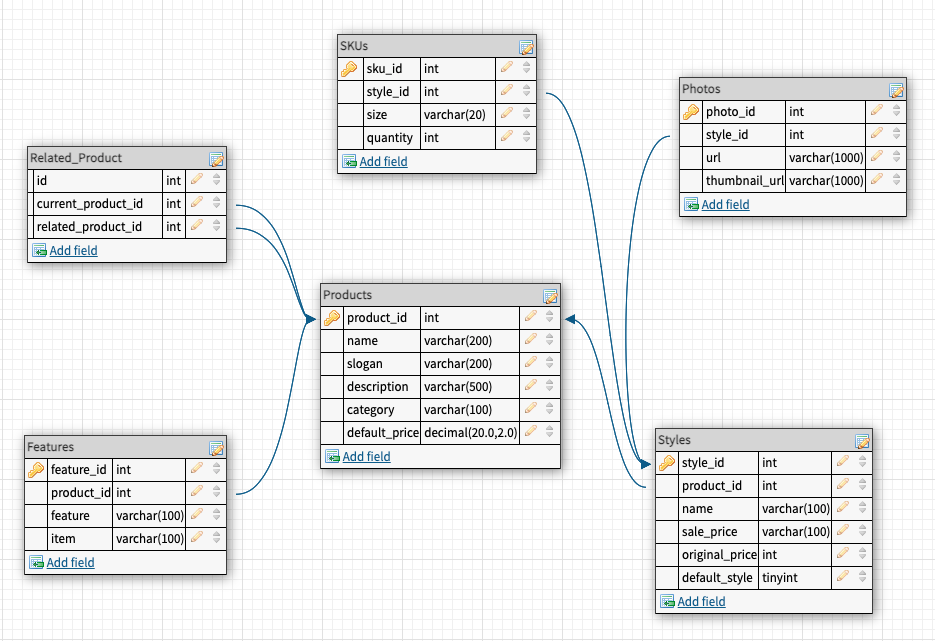 SKUs
sku_id int
style_id int
size varchar(20)
quantity int
Add field
Photos
photo_id int
style_id int
url varchar(1000)
thumbnail_url varchar(1000)
Add field
Related_Product
id int
current_product_id int
related_product_id int
Add field
Products
product_id int
name varchar(200)
slogan varchar(200)
description varchar(500)
category varchar(100)
default_price decimal(20.0,2.0)
Add field
Features
feature_id int
product_id int
feature varchar(100)
item varchar(100)
Add field
Styles
style_id int
product_id int
name varchar(100)
sale_price varchar(100)
original_price int
default_style tinyint
Add field